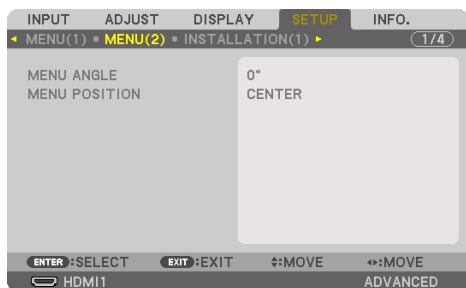 INPUT ADJUST DISPLAY SETUP INFO.
MENU(1) • MENU(2) • INSTALLATION(1) 1/4
MENU ANGLE 0°
MENU POSITION CENTER
ENTER :SELECT EXIT :EXIT :MOVE :MOVE
HDMI1 ADVANCED